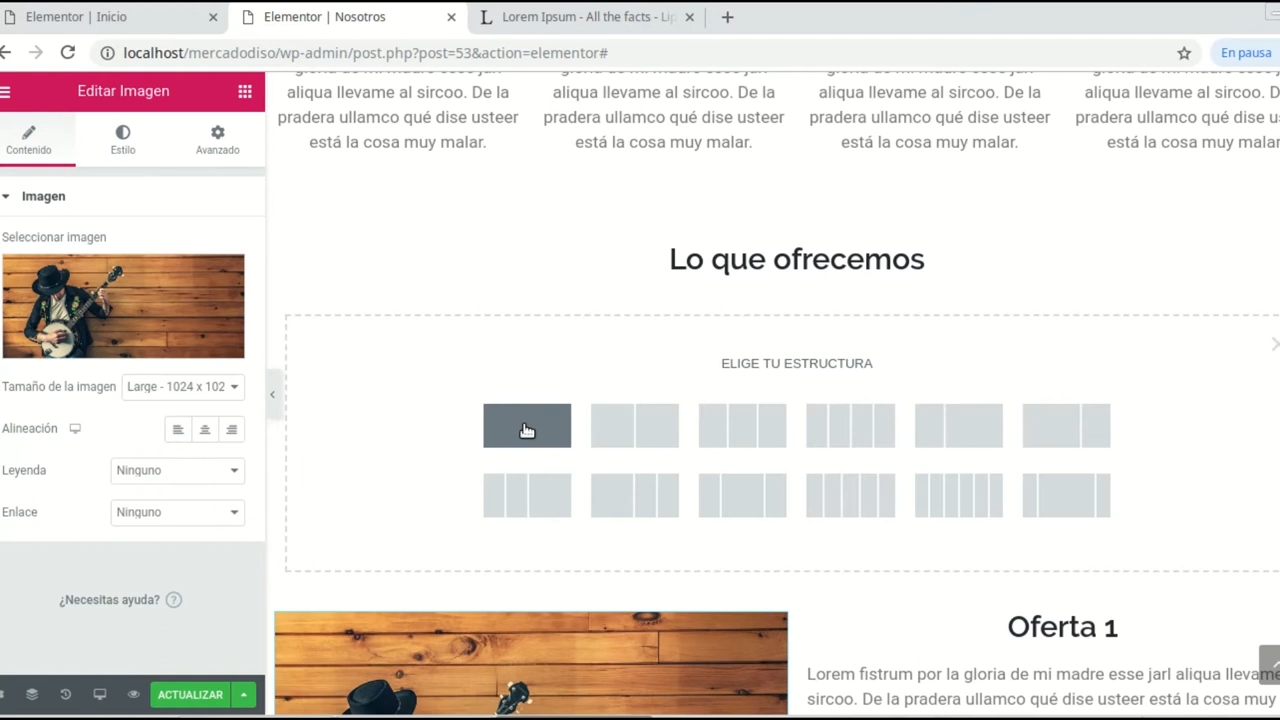 Elementor | Inicio
Elementor | Nosotros
Lorem Ipsum - All the facts - Lip
localhost/mercadodiso/wp-admin/post.php?post=53&action=elementor#
En pausa
Editar Imagen
Contenido
Estilo
Avanzado
Imagen
Seleccionar imagen
Tamaño de la imagen
Large - 1024 x 102
Alineación
Leyenda
Ninguno
Enlace
Ninguno
¿Necesitas ayuda?
ACTUALIZAR
aliqua llevame al sircoo. De la
pradera ullamco qué dise usteer
está la cosa muy malar.
aliqua llevame al sircoo. De la
pradera ullamco qué dise usteer
está la cosa muy malar.
aliqua llevame al sircoo. De la
pradera ullamco qué dise usteer
está la cosa muy malar.
aliqua llevame al sircoo. De la
pradera ullamco qué dise
está la cosa muy malar.
Lo que ofrecemos
ELIGE TU ESTRUCTURA
Oferta 1
Lorem fistrum por la gloria de mi madre esse jarl aliqua llevame
sircoo. De la pradera ullamco qué dise usteer está la cosa muy